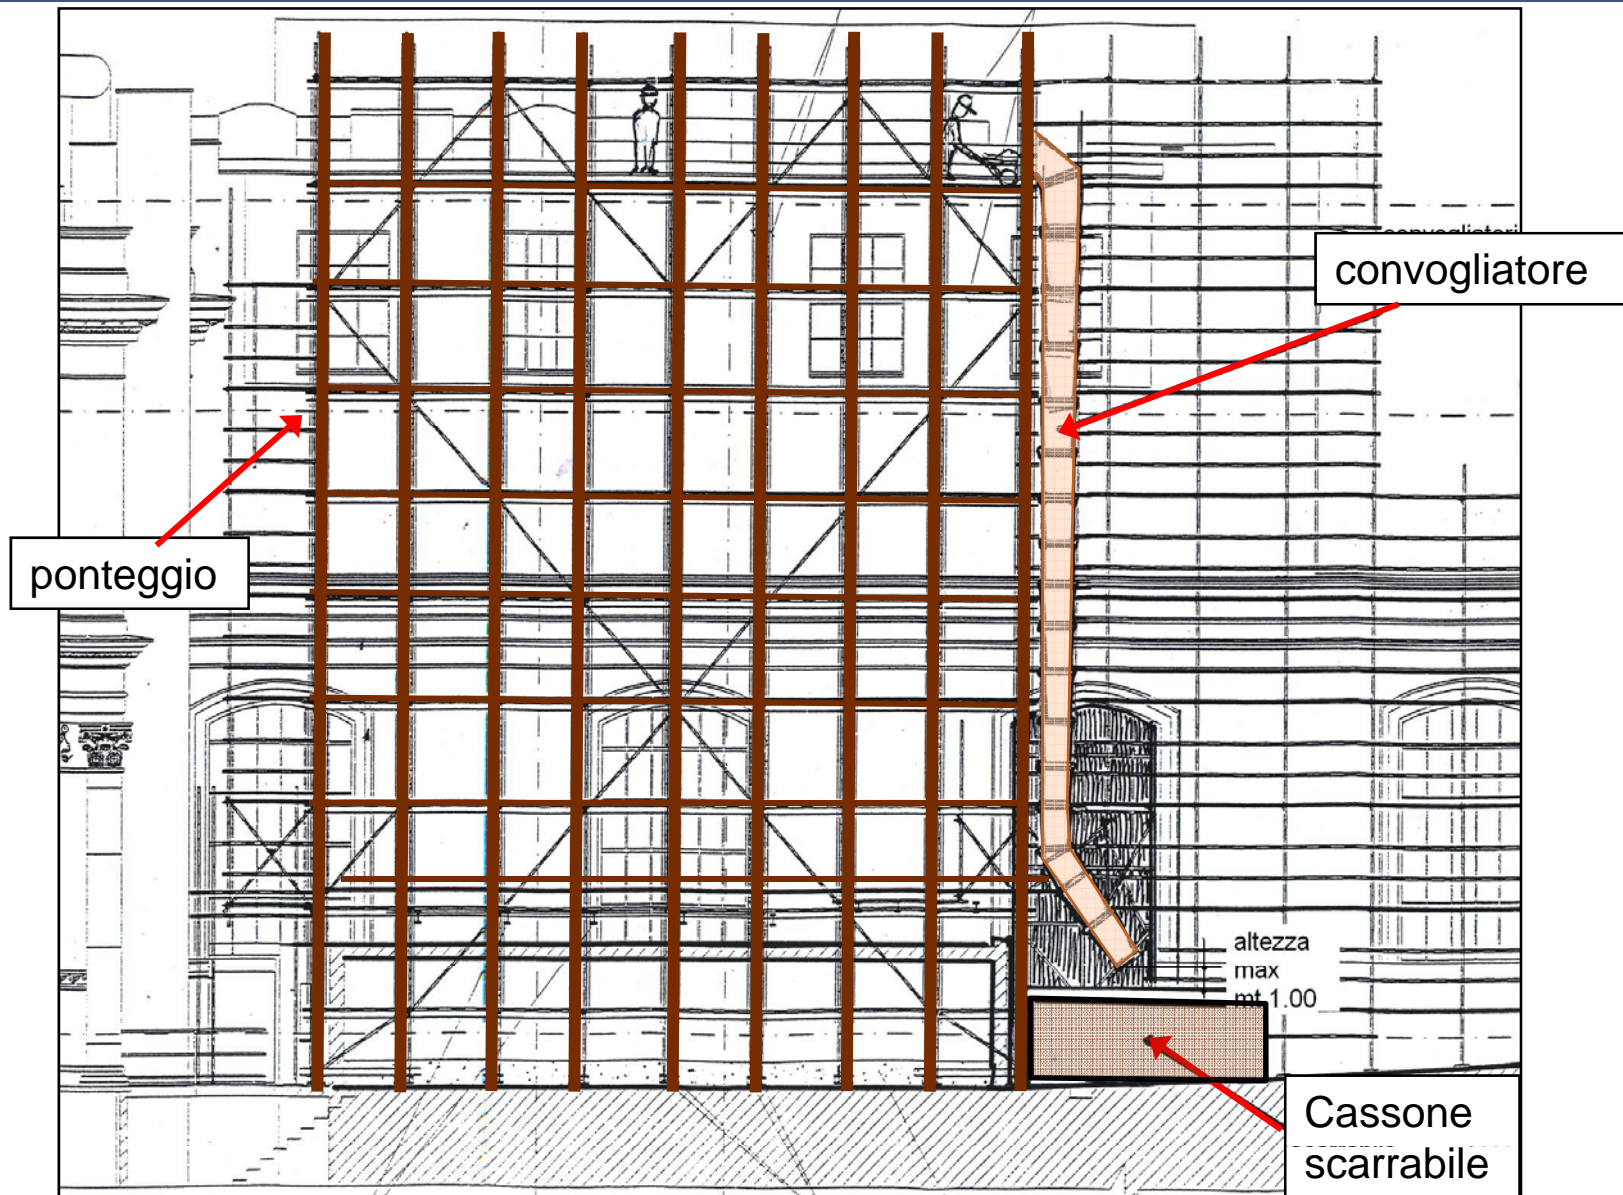 convogliatore
ponteggio
altezza
max
mt 1.00
Cassone
scarrabile